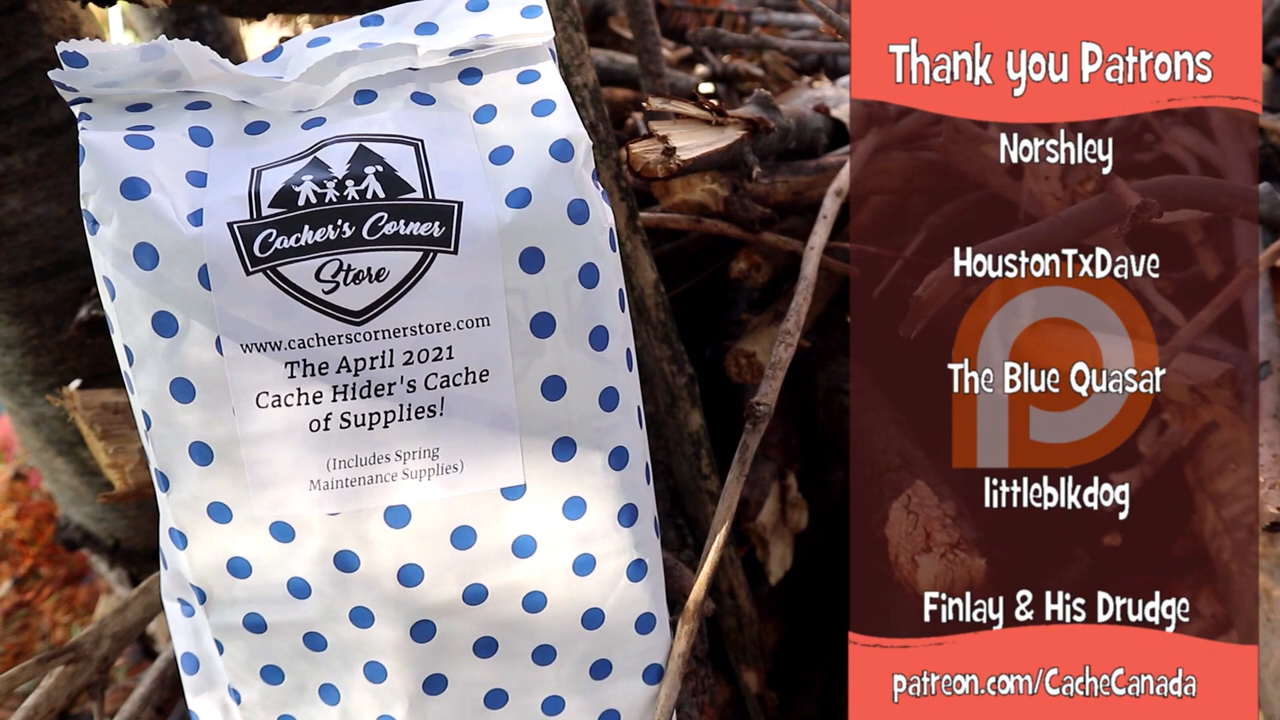 Cacher's Corner
Store
www.cacherscornerstore.com
The April 2021
Cache Hider's Cache
of Supplies!
(Includes Spring
Maintenance Supplies)
Thank you Patrons
Norshley
HoustonTxDave
The Blue Quasar
littleblkdog
Finlay & His Drudge
patreon.com/CacheCanada